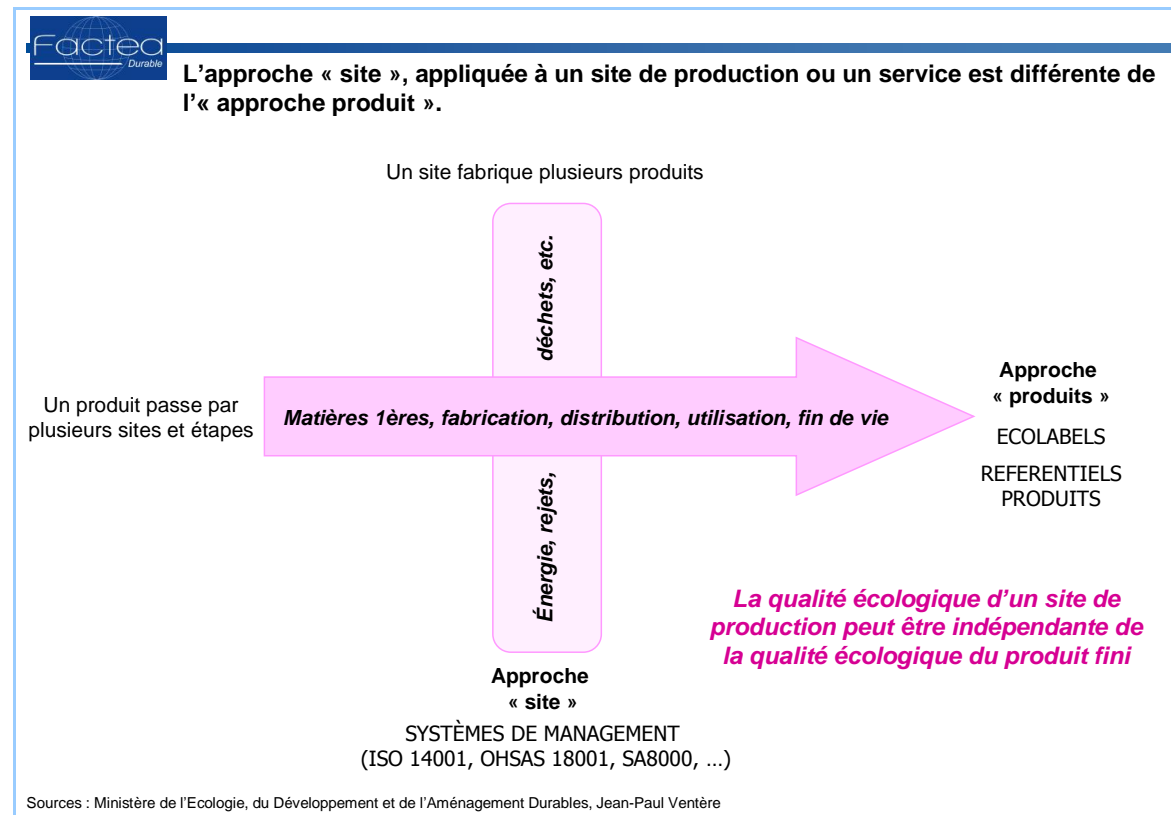 Factea
Durable
L’approche « site », appliquée à un site de production ou un service est différente de
l’« approche produit ».
Un site fabrique plusieurs produits
déchets, etc.
Un produit passe par
plusieurs sites et étapes
Matières 1ères, fabrication, distribution, utilisation, fin de vie
Approche
« produits »
ECOLABELS
REFERENTIELS
PRODUITS
Énergie, rejets,
La qualité écologique d’un site de
production peut être indépendante de
la qualité écologique du produit fini
Approche
« site »
SYSTÈMES DE MANAGEMENT
(ISO 14001, OHSAS 18001, SA8000, …)
Sources : Ministère de l’Ecologie, du Développement et de l’Aménagement Durables, Jean-Paul Ventère